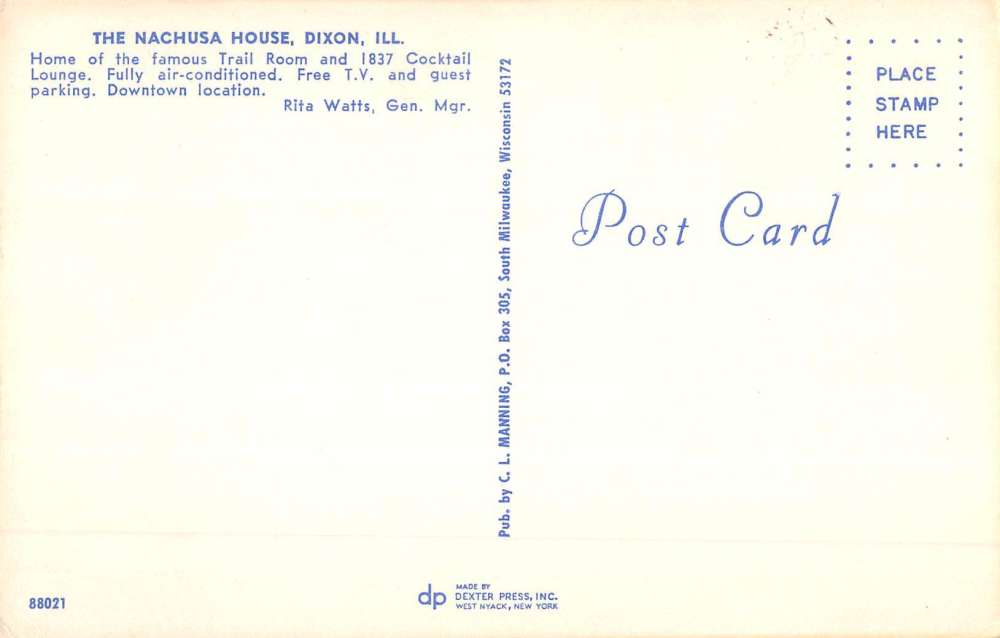 THE NACHUSA HOUSE, DIXON, ILL.
Home of the famous Trail Room and 1837 Cocktail
Lounge. Fully air-conditioned. Free T.V. and guest
parking. Downtown location.
Rita Watts, Gen. Mgr.
Pub. by C. L. MANNING, P.O. Box 305, South Milwaukee, Wisconsin 53172
PLACE
STAMP
HERE
Post Card
88021
dp
MADE BY
DEXTER PRESS, INC.
WEST NYACK, NEW YORK